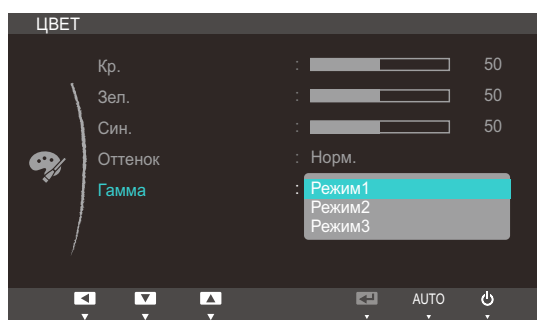 ЦВЕТ
Кр. : 50
Зел. : 50
Син. : 50
Оттенок : Норм.
Гамма : Режим1
Режим2
Режим3
AUTO